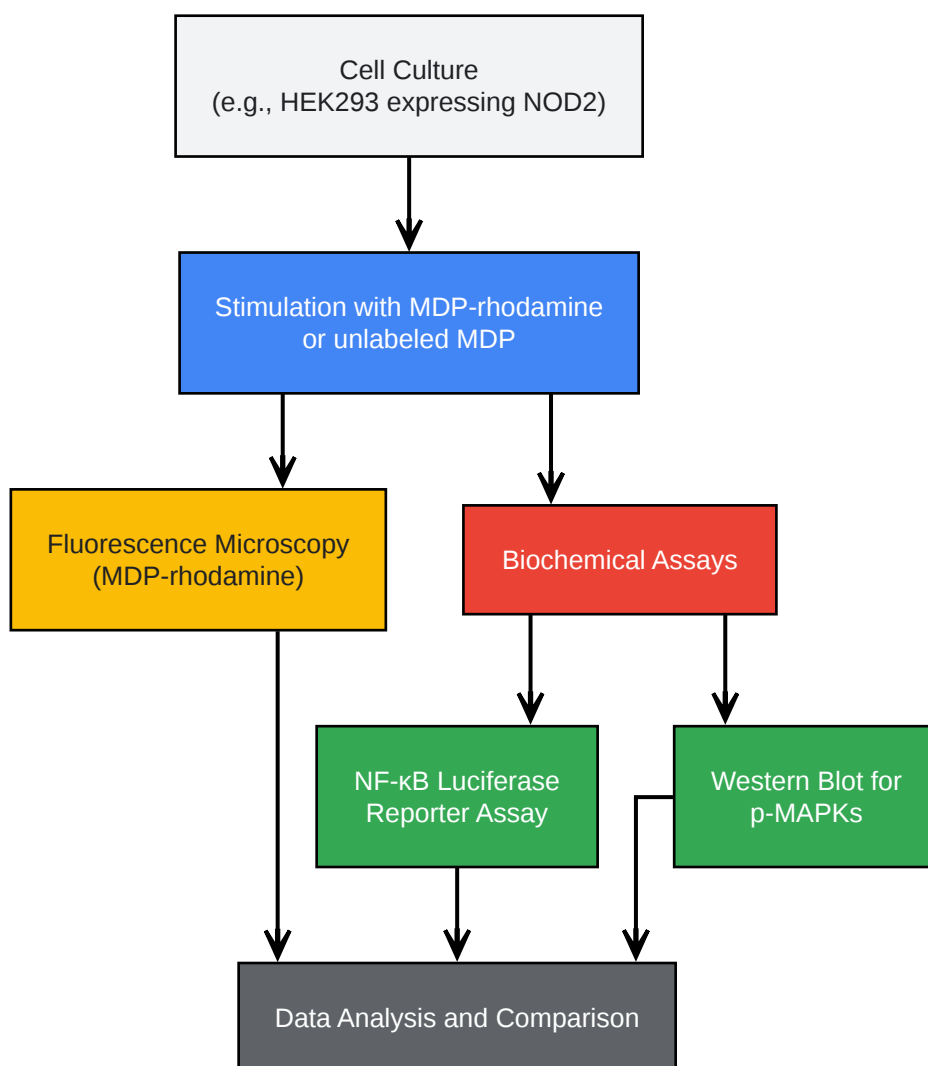 Cell Culture
(e.g., HEK293 expressing NOD2)
Stimulation with MDP-rhodamine
or unlabeled MDP
Fluorescence Microscopy
(MDP-rhodamine)
Biochemical Assays
NF-κB Luciferase
Reporter Assay
Western Blot for
p-MAPKs
Data Analysis and Comparison